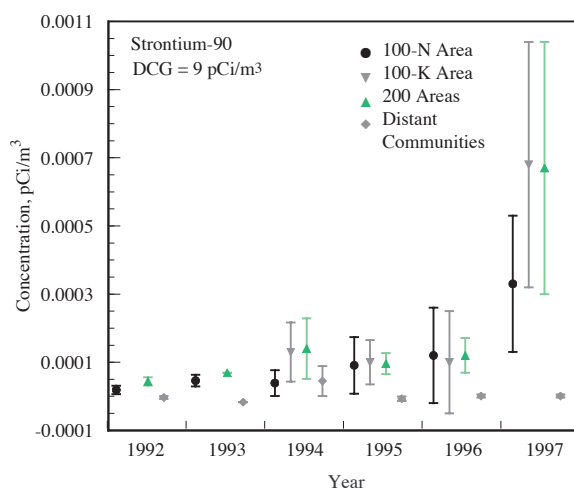 0.0011
0.0009
0.0007
0.0005
0.0003
0.0001
-0.0001
Concentration, pCi/m³
Strontium-90
DCG = 9 pCi/m³
100-N Area
100-K Area
200 Areas
Distant
Communities
1992 1993 1994 1995 1996 1997
Year